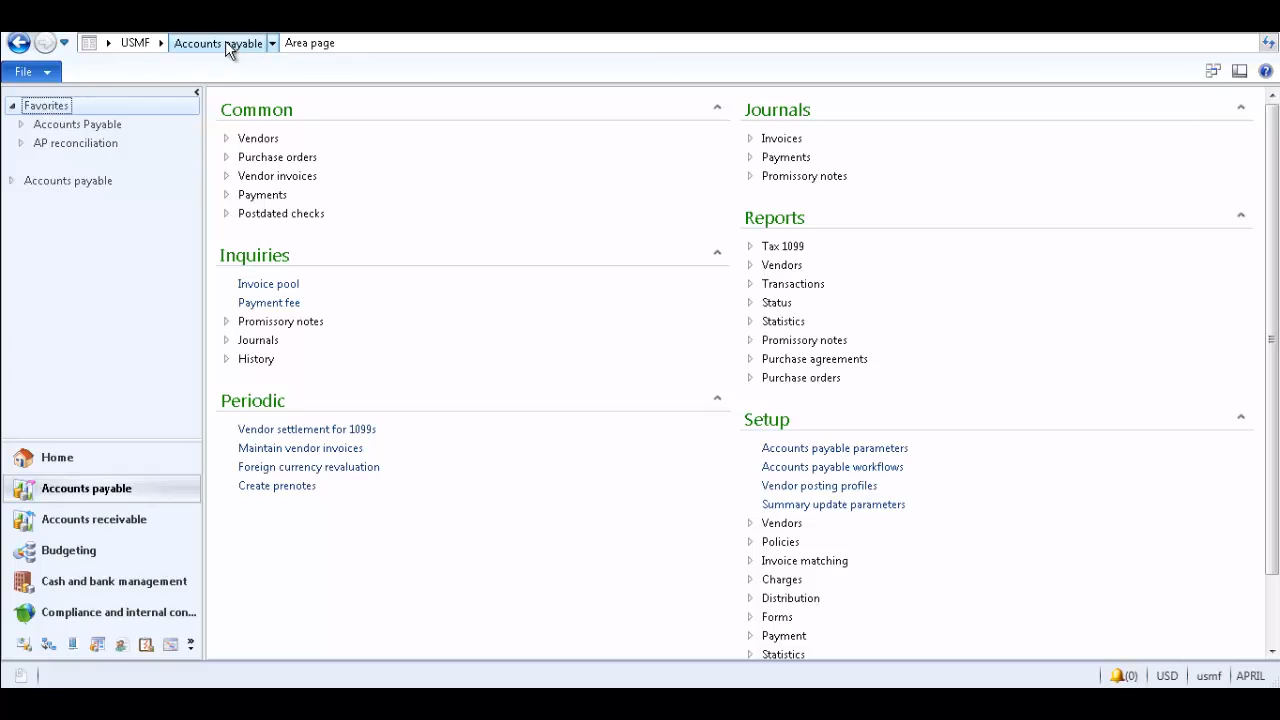 USMF Accounts payable Area page
File
Favorites
Accounts Payable
AP reconciliation
Accounts payable
Home
Accounts payable
Accounts receivable
Budgeting
Cash and bank management
Compliance and internal con...
Common
Vendors
Purchase orders
Vendor invoices
Payments
Postdated checks
Inquiries
Invoice pool
Payment fee
Promissory notes
Journals
History
Periodic
Vendor settlement for 1099s
Maintain vendor invoices
Foreign currency revaluation
Create prenotes
Journals
Invoices
Payments
Promissory notes
Reports
Tax 1099
Vendors
Transactions
Status
Statistics
Promissory notes
Purchase agreements
Purchase orders
Setup
Accounts payable parameters
Accounts payable workflows
Vendor posting profiles
Summary update parameters
Vendors
Policies
Invoice matching
Charges
Distribution
Forms
Payment
Statistics
(0) USD usmf APRIL